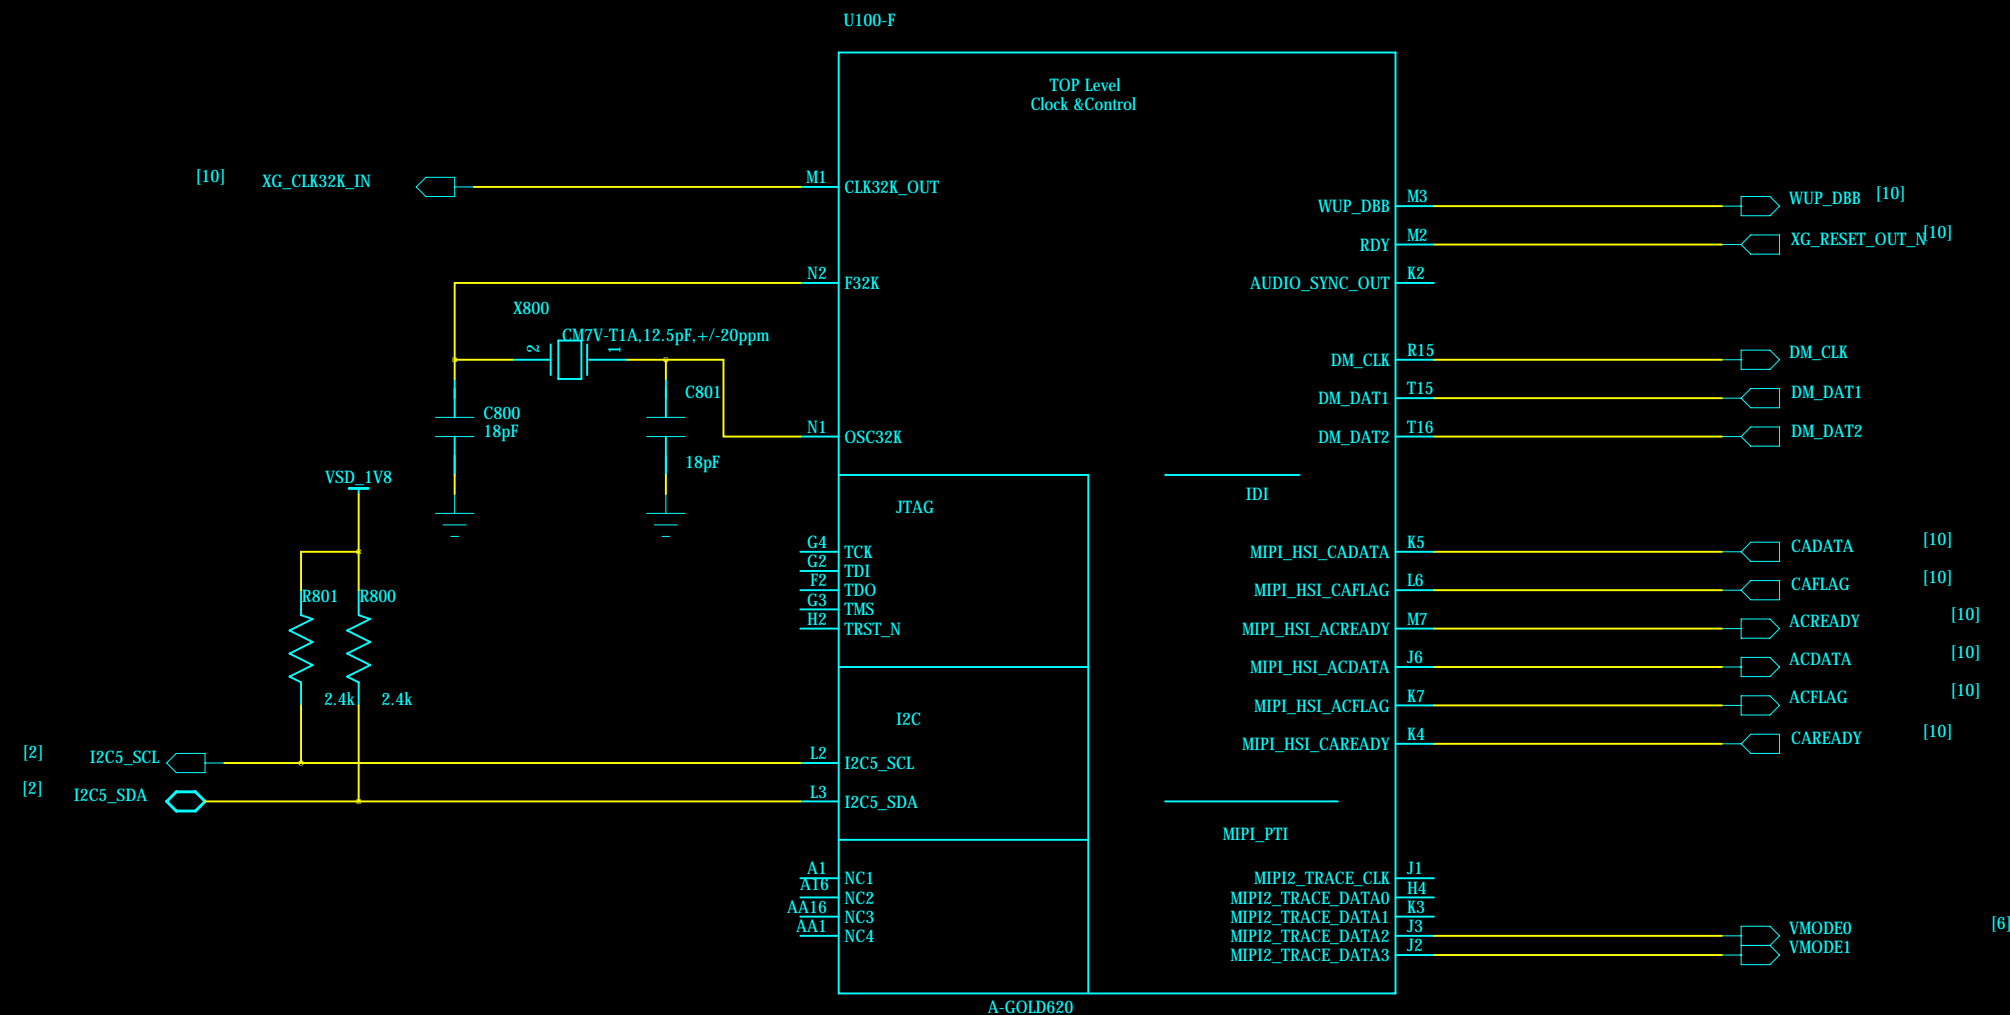 U100-F
TOP Level
Clock &Control
[10] XG_CLK32K_IN
M1 CLK32K_OUT
N2 F32K
X800
CM7V-T1A,12.5pF,+/-20ppm
2
1
C800
18pF
C801
18pF
N1 OSC32K
VSD_1V8
R801 R800
2.4k 2.4k
JTAG
G4 TCK
G2 TDI
F2 TDO
G3 TMS
H2 TRST_N
I2C
[2] I2C5_SCL L2 I2C5_SCL
[2] I2C5_SDA L3 I2C5_SDA
A1 NC1
A16 NC2
AA16 NC3
AA1 NC4
WUP_DBB M3 WUP_DBB [10]
RDY M2 XG_RESET_OUT_N [10]
AUDIO_SYNC_OUT K2
DM_CLK R15 DM_CLK
DM_DAT1 T15 DM_DAT1
DM_DAT2 T16 DM_DAT2
IDI
MIPI_HSI_CADATA K5 CADATA [10]
MIPI_HSI_CAFLAG L6 CAFLAG [10]
MIPI_HSI_ACREADY M7 ACREADY [10]
MIPI_HSI_ACDATA J6 ACDATA [10]
MIPI_HSI_ACFLAG K7 ACFLAG [10]
MIPI_HSI_CAREADY K4 CAREADY [10]
MIPI_PTI
MIPI2_TRACE_CLK J1
MIPI2_TRACE_DATA0 H4
MIPI2_TRACE_DATA1 K3
MIPI2_TRACE_DATA2 J3 VMODE0 [6]
MIPI2_TRACE_DATA3 J2 VMODE1
A-GOLD620